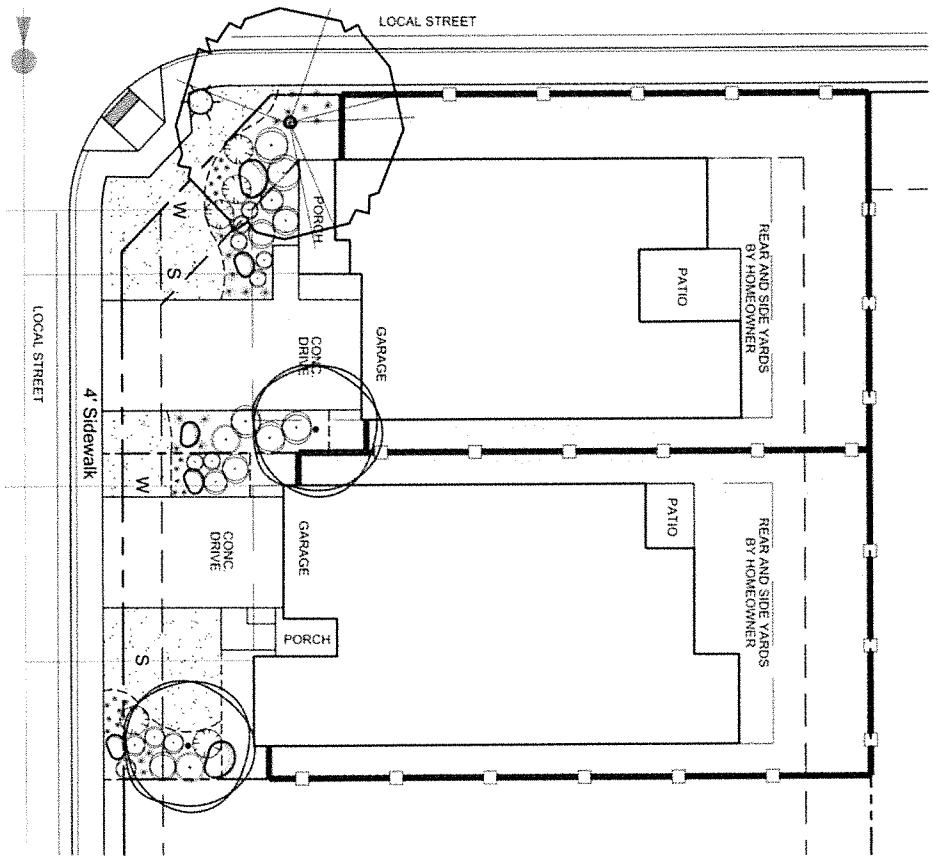 LOCAL STREET
W
PORCH
S
PATIO
REAR AND SIDE YARDS
BY HOMEOWNER
LOCAL STREET
CONC.
DRIVE
GARAGE
4' Sidewalk
W
CONC.
DRIVE
GARAGE
PATIO
REAR AND SIDE YARDS
BY HOMEOWNER
PORCH
S